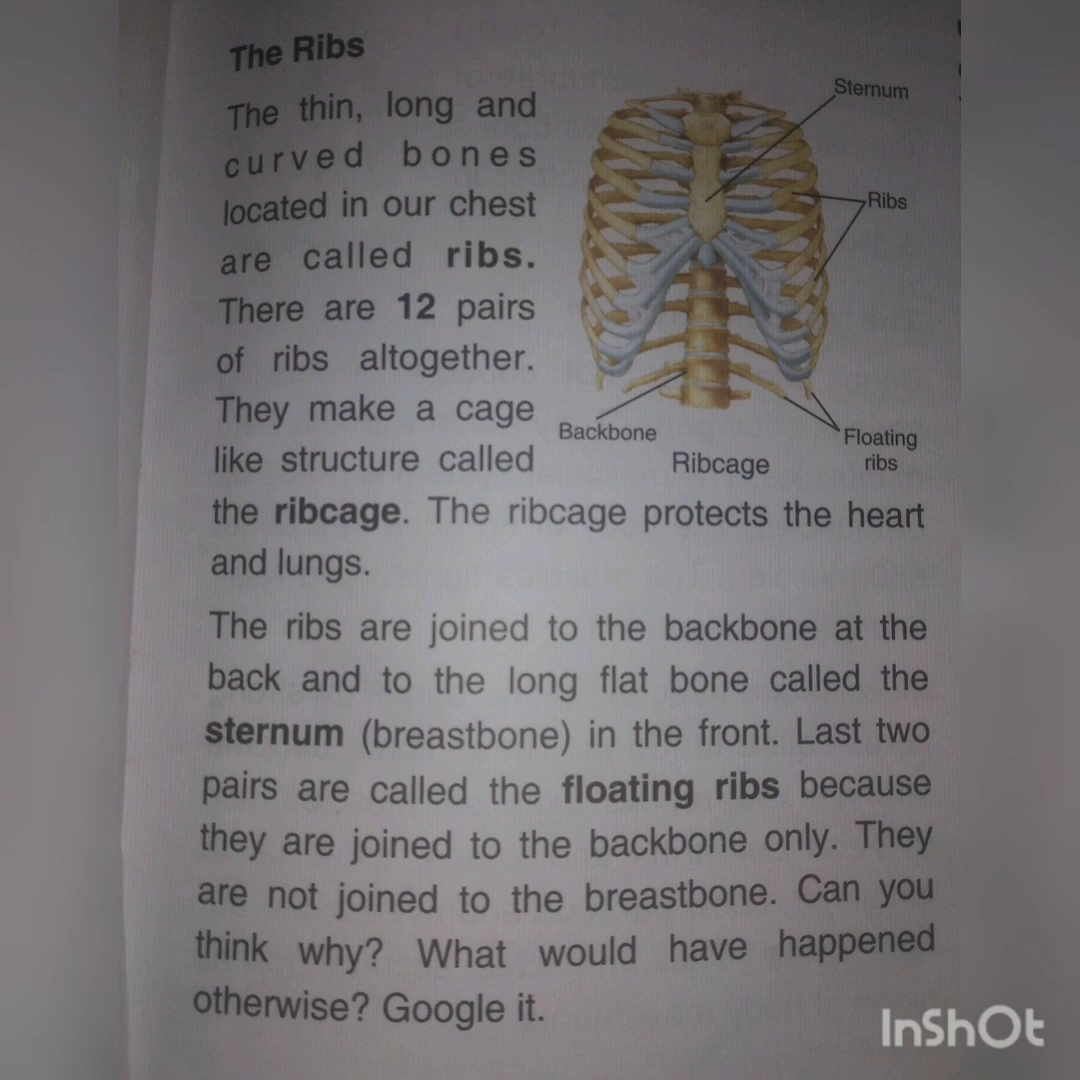 The Ribs
The thin, long and
curved bones
located in our chest
are called ribs.
There are 12 pairs
of ribs altogether.
They make a cage
like structure called
the ribcage. The ribcage protects the heart
and lungs.
Sternum
Ribs
Backbone
Floating
ribs
Ribcage
The ribs are joined to the backbone at the
back and to the long flat bone called the
sternum (breastbone) in the front. Last two
pairs are called the floating ribs because
they are joined to the backbone only. They
are not joined to the breastbone. Can you
think why? What would have happened
otherwise? Google it.
InShOt